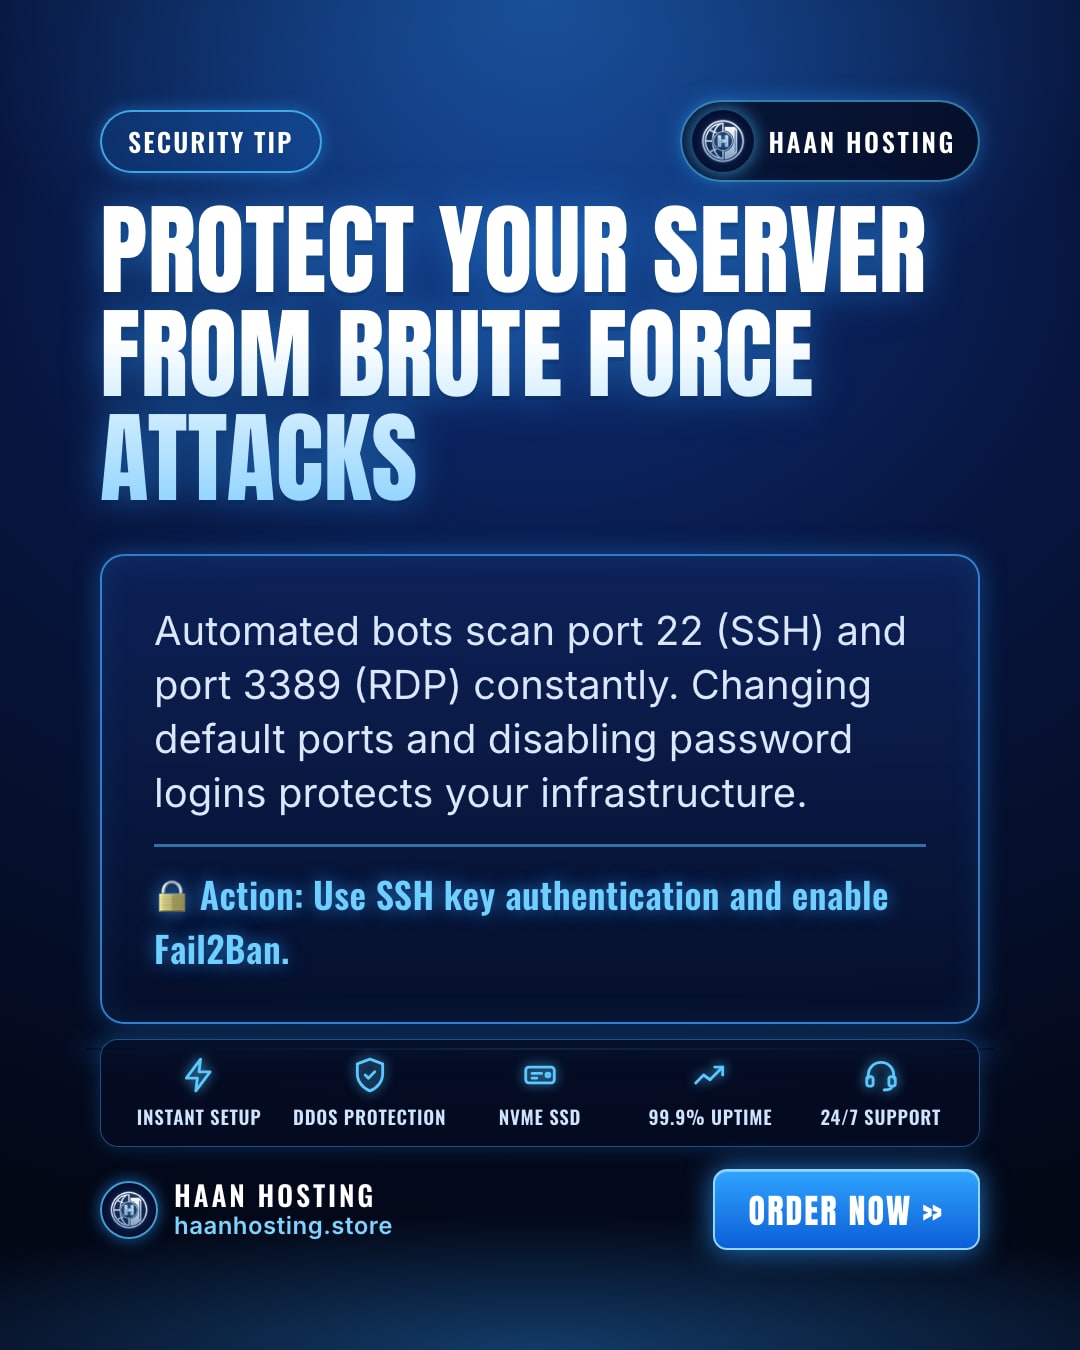 SECURITY TIP
HAAN HOSTING
PROTECT YOUR SERVER
FROM BRUTE FORCE
ATTACKS
Automated bots scan port 22 (SSH) and
port 3389 (RDP) constantly. Changing
default ports and disabling password
logins protects your infrastructure.
🔒 Action: Use SSH key authentication and enable
Fail2Ban.
INSTANT SETUP
DDOS PROTECTION
NVME SSD
99.9% UPTIME
24/7 SUPPORT
HAAN HOSTING
haanhosting.store
ORDER NOW »